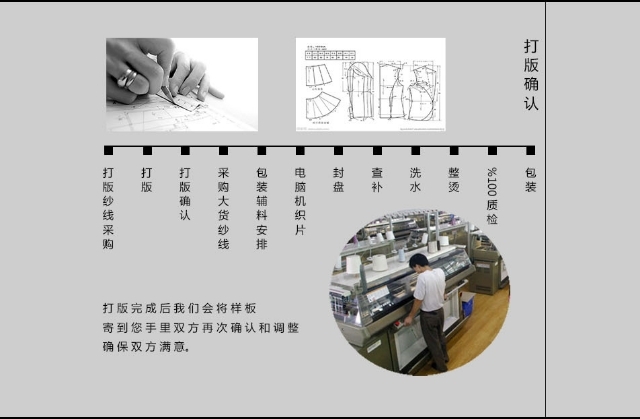 打版确认
打版纱线采购
打版
打版确认
采购大货纱线
包装辅料安排
电脑机织片
封盘
查补
洗水
整烫
%100质检
包装
打版完成后我们会将样板
寄到您手里双方再次确认和调整
确保双方满意。